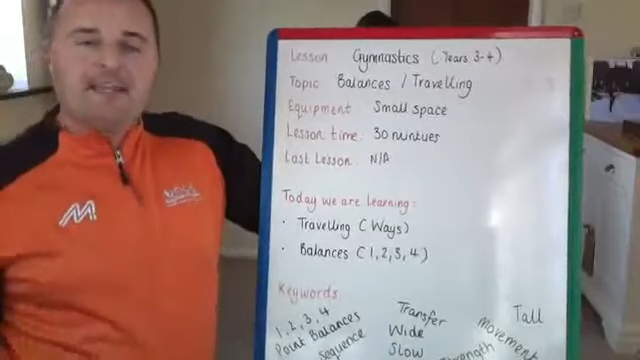 Lesson Gymnastics (Years 3-4)
Topic Balances / Travelling
Equipment Small space
Lesson time: 30 mintues
Last Lesson: N/A
Today we are Learning:
· Travelling (Ways)
· Balances (1, 2, 3, 4)
Keywords
1, 2, 3, 4
Point Balances
Sequence
Transfer
Wide
Slow
Strength
Movement
Tall
M